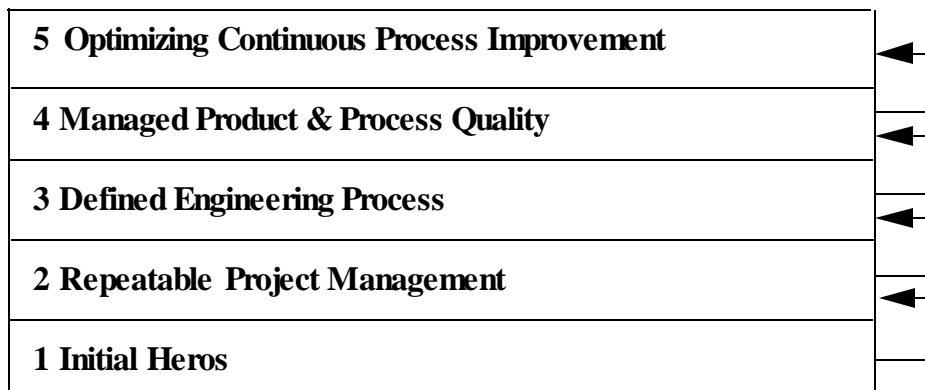 5 Optimizing Continuous Process Improvement
4 Managed Product & Process Quality
3 Defined Engineering Process
2 Repeatable Project Management
1 Initial Heros